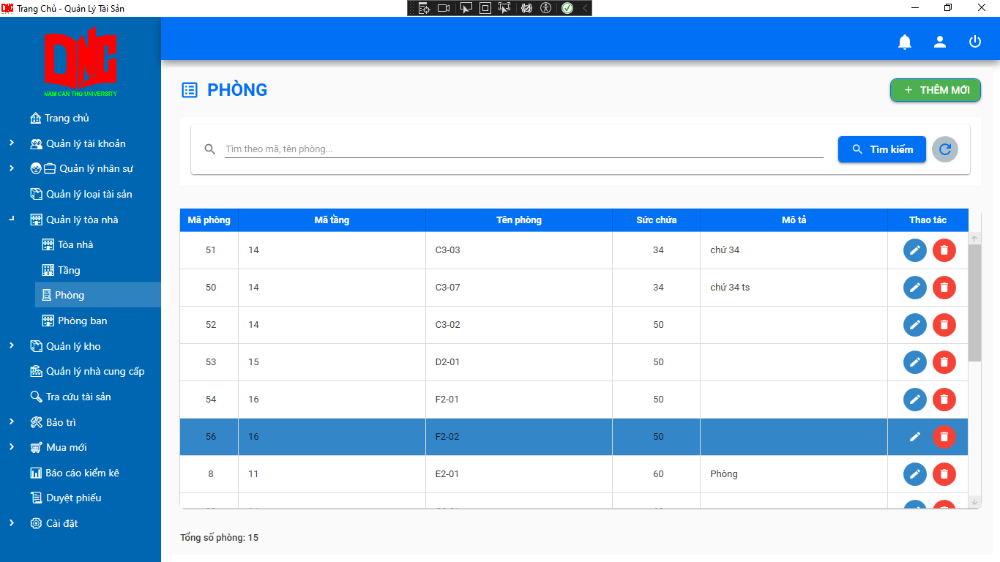 Trang Chủ - Quản Lý Tài Sản
DNC
NAM CAN THO UNIVERSITY
Trang chủ
Quản lý tài khoản
Quản lý nhân sự
Quản lý loại tài sản
Quản lý tòa nhà
Tòa nhà
Tầng
Phòng
Phòng ban
Quản lý kho
Quản lý nhà cung cấp
Tra cứu tài sản
Bảo trì
Mua mới
Báo cáo kiểm kê
Duyệt phiếu
Cài đặt
PHÒNG
+ THÊM MỚI
Tìm theo mã, tên phòng...
Tìm kiếm
Mã phòng Mã tầng Tên phòng Sức chứa Mô tả Thao tác
51 14 C3-03 34 chứ 34
50 14 C3-07 34 chứ 34 ts
52 14 C3-02 50
53 15 D2-01 50
54 16 F2-01 50
56 16 F2-02 50
8 11 E2-01 60 Phòng
Tổng số phòng: 15